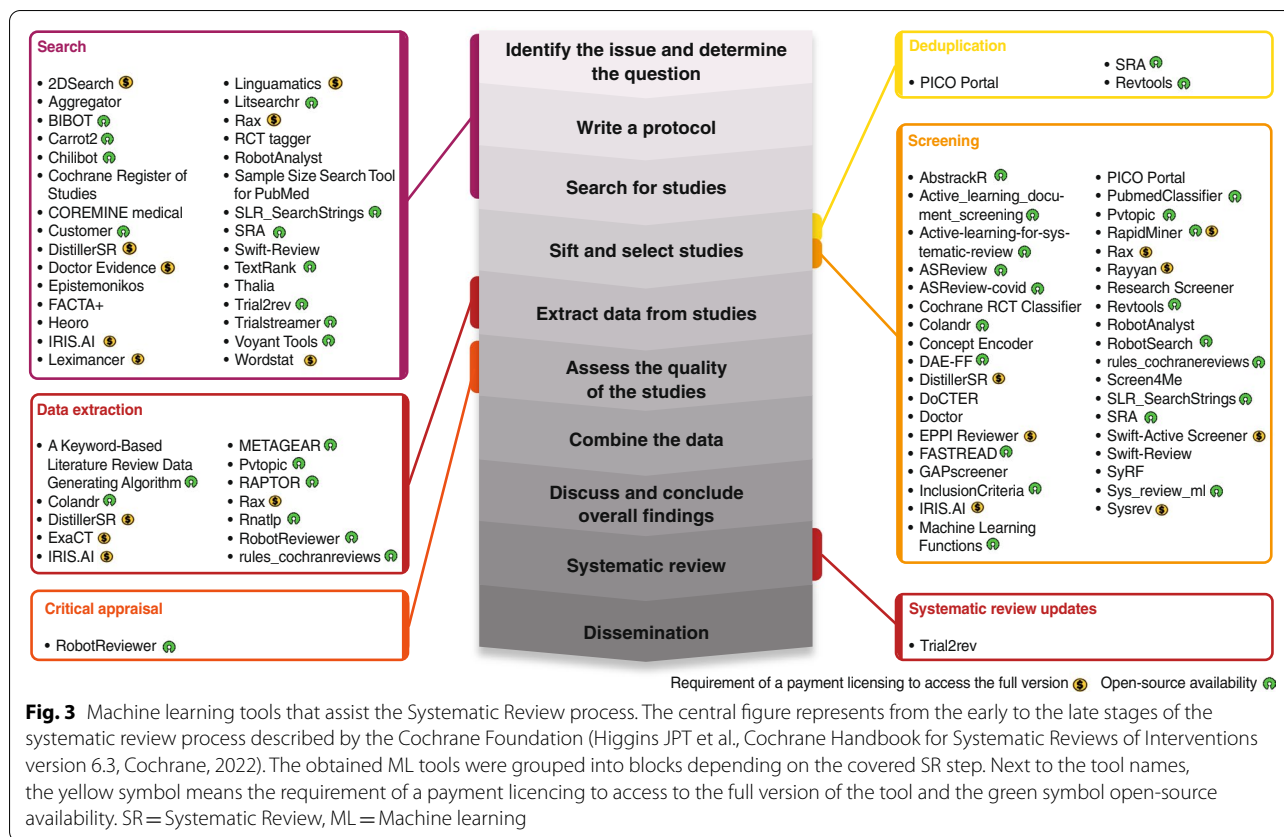 Search
• 2DSearch
• Aggregator
• BIBOT
• Carrot2
• Chilibot
• Cochrane Register of
Studies
• COREMINE medical
• Customer
• DistillerSR
• Doctor Evidence
• Epistemonikos
• FACTA+
• Heoro
• IRIS.AI
• Leximancer
• Linguamatics
• Litsearchr
• Rax
• RCT tagger
• RobotAnalyst
• Sample Size Search Tool
for PubMed
• SLR_SearchStrings
• SRA
• Swift-Review
• TextRank
• Thalia
• Trial2rev
• Trialstreamer
• Voyant Tools
• Wordstat
Data extraction
• A Keyword-Based
Literature Review Data
Generating Algorithm
• Colandr
• DistillerSR
• ExaCT
• IRIS.AI
• METAGEAR
• Pvtopic
• RAPTOR
• Rax
• Rnatlp
• RobotReviewer
• rules_cochranreviews
Critical appraisal
• RobotReviewer
Identify the issue and determine
the question
Write a protocol
Search for studies
Sift and select studies
Extract data from studies
Assess the quality
of the studies
Combine the data
Discuss and conclude
overall findings
Systematic review
Dissemination
Deduplication
• PICO Portal
• SRA
• Revtools
Screening
• AbstrackR
• Active_learning_docu-
ment_screening
• Active-learning-for-sys-
tematic-review
• ASReview
• ASReview-covid
• Cochrane RCT Classifier
• Colandr
• Concept Encoder
• DAE-FF
• DistillerSR
• DoCTER
• Doctor
• EPPI Reviewer
• FASTREAD
• GAPscreener
• InclusionCriteria
• IRIS.AI
• Machine Learning
Functions
• PICO Portal
• PubmedClassifier
• Pvtopic
• RapidMiner
• Rax
• Rayyan
• Research Screener
• Revtools
• RobotAnalyst
• RobotSearch
• rules_cochranereviews
• Screen4Me
• SLR_SearchStrings
• SRA
• Swift-Active Screener
• Swift-Review
• SyRF
• Sys_review_ml
• Sysrev
Systematic review updates
• Trial2rev
Requirement of a payment licensing to access the full version $ Open-source availability
Fig. 3 Machine learning tools that assist the Systematic Review process. The central figure represents from the early to the late stages of the
systematic review process described by the Cochrane Foundation (Higgins JPT et al., Cochrane Handbook for Systematic Reviews of Interventions
version 6.3, Cochrane, 2022). The obtained ML tools were grouped into blocks depending on the covered SR step. Next to the tool names,
the yellow symbol means the requirement of a payment licencing to access to the full version of the tool and the green symbol open-source
availability. SR = Systematic Review, ML = Machine learning